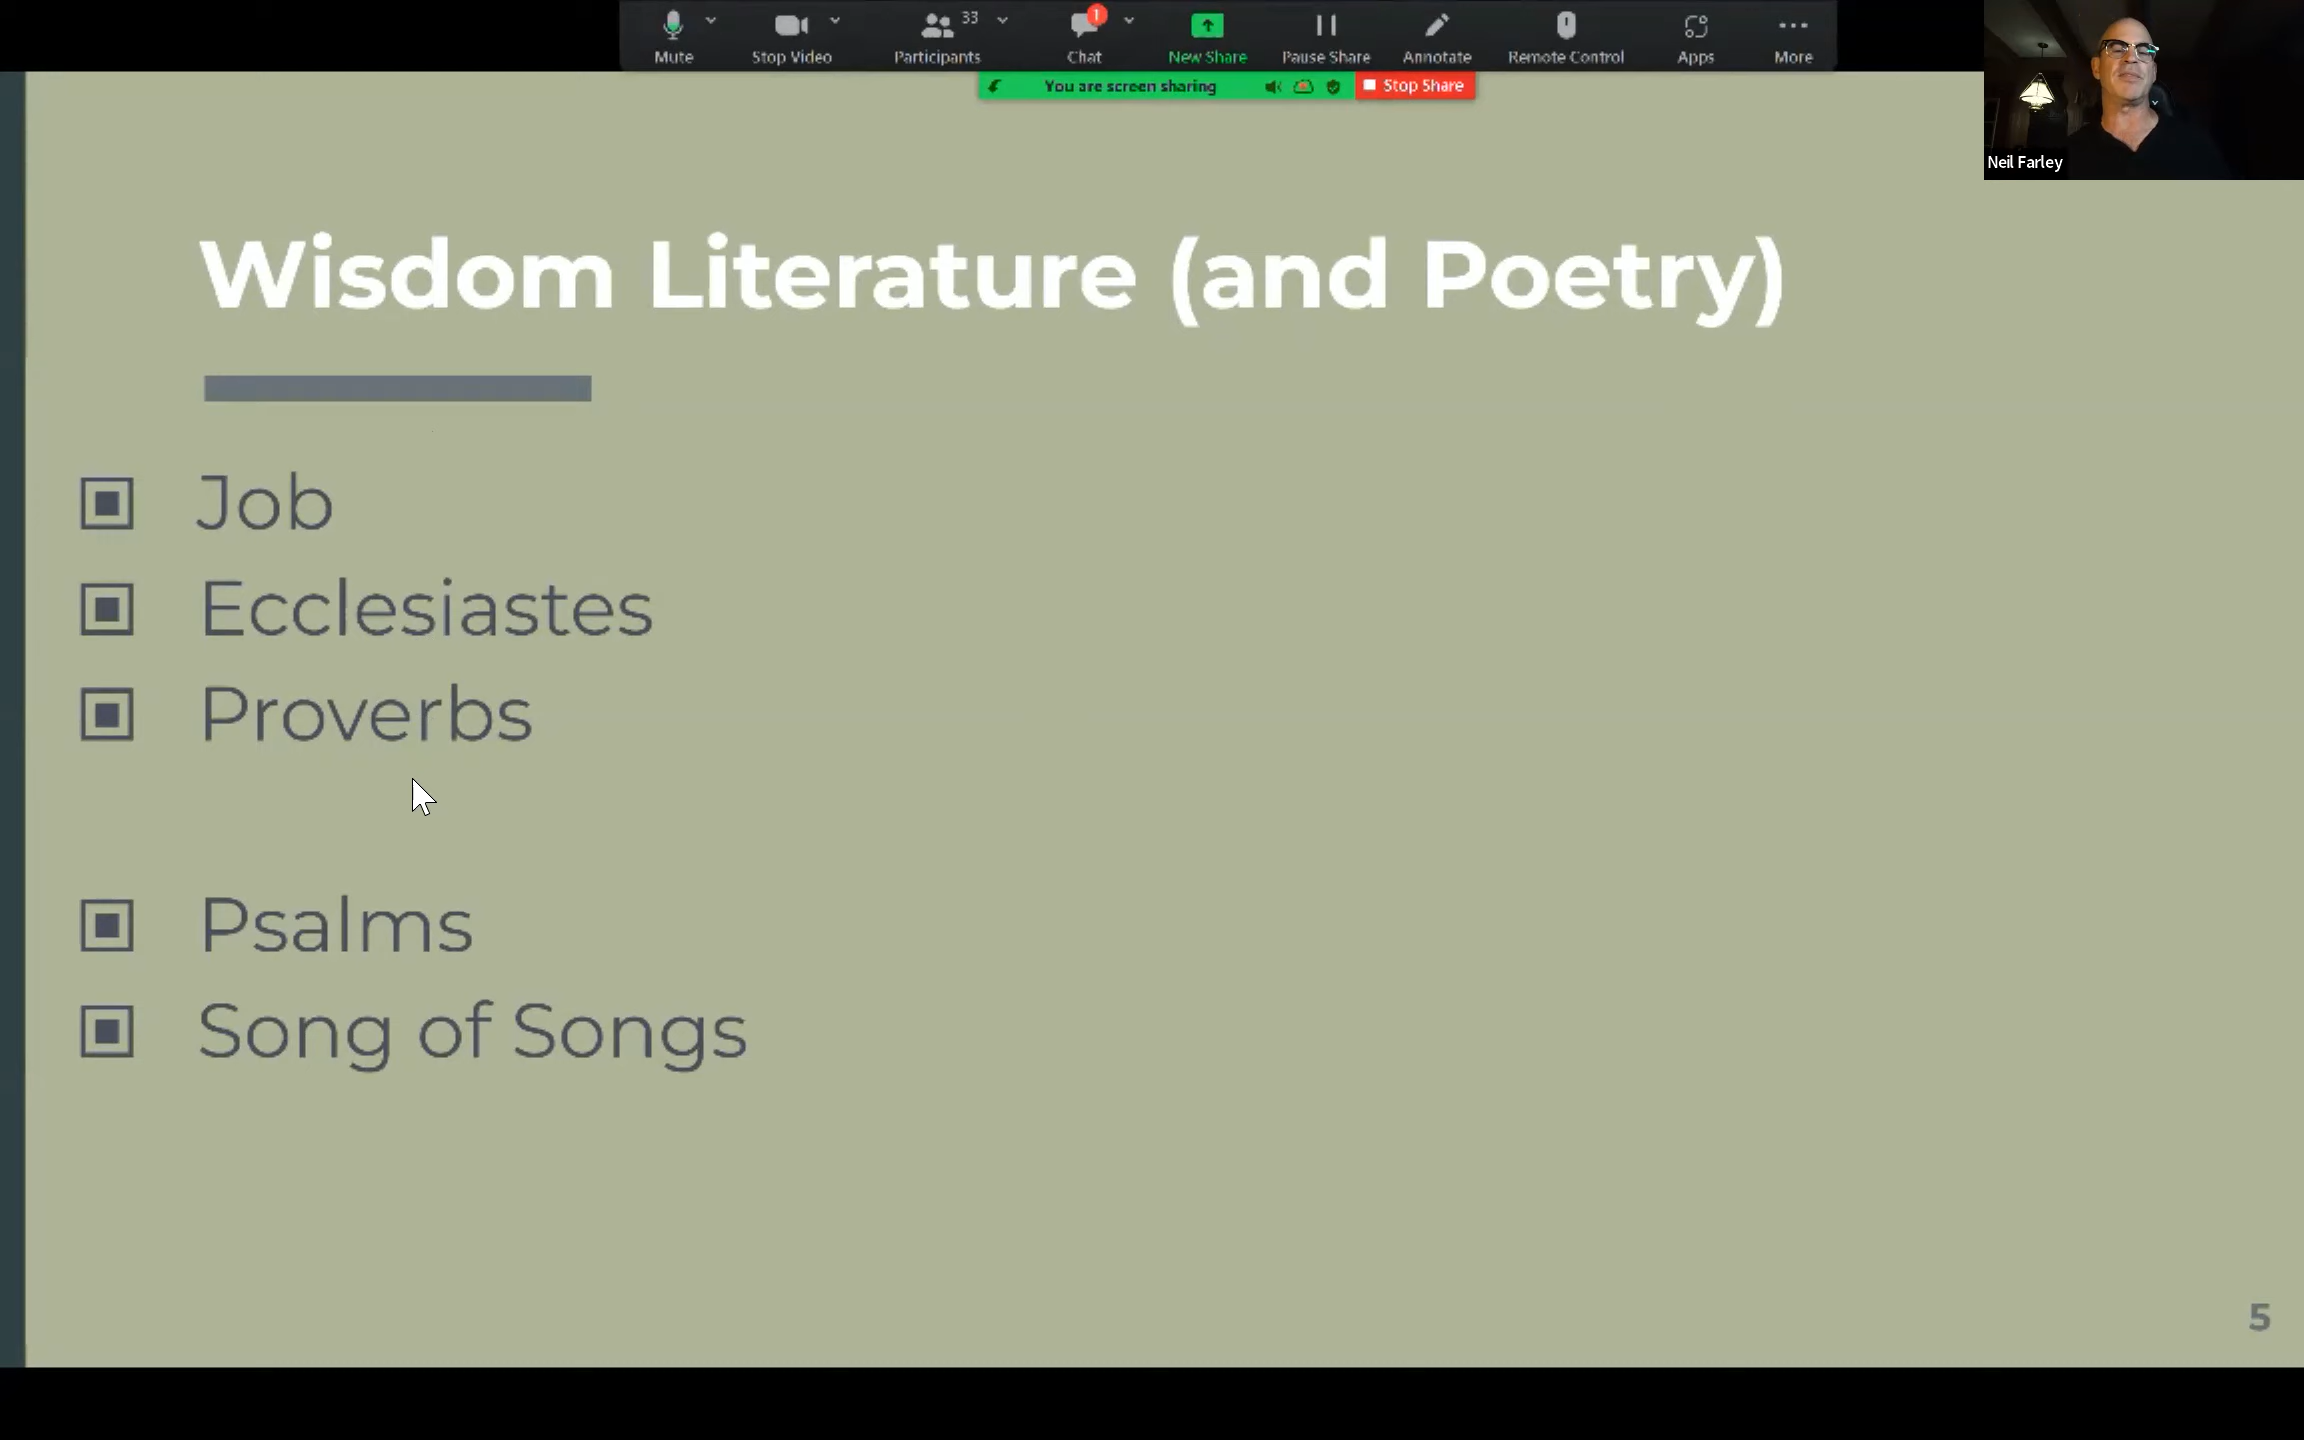 33
1
Mute
Stop Video
Participants
Chat
New Share
Pause Share
Annotate
Remote Control
Apps
More
You are screen sharing
Stop Share
Neil Farley
Wisdom Literature (and Poetry)
Job
Ecclesiastes
Proverbs
Psalms
Song of Songs
5